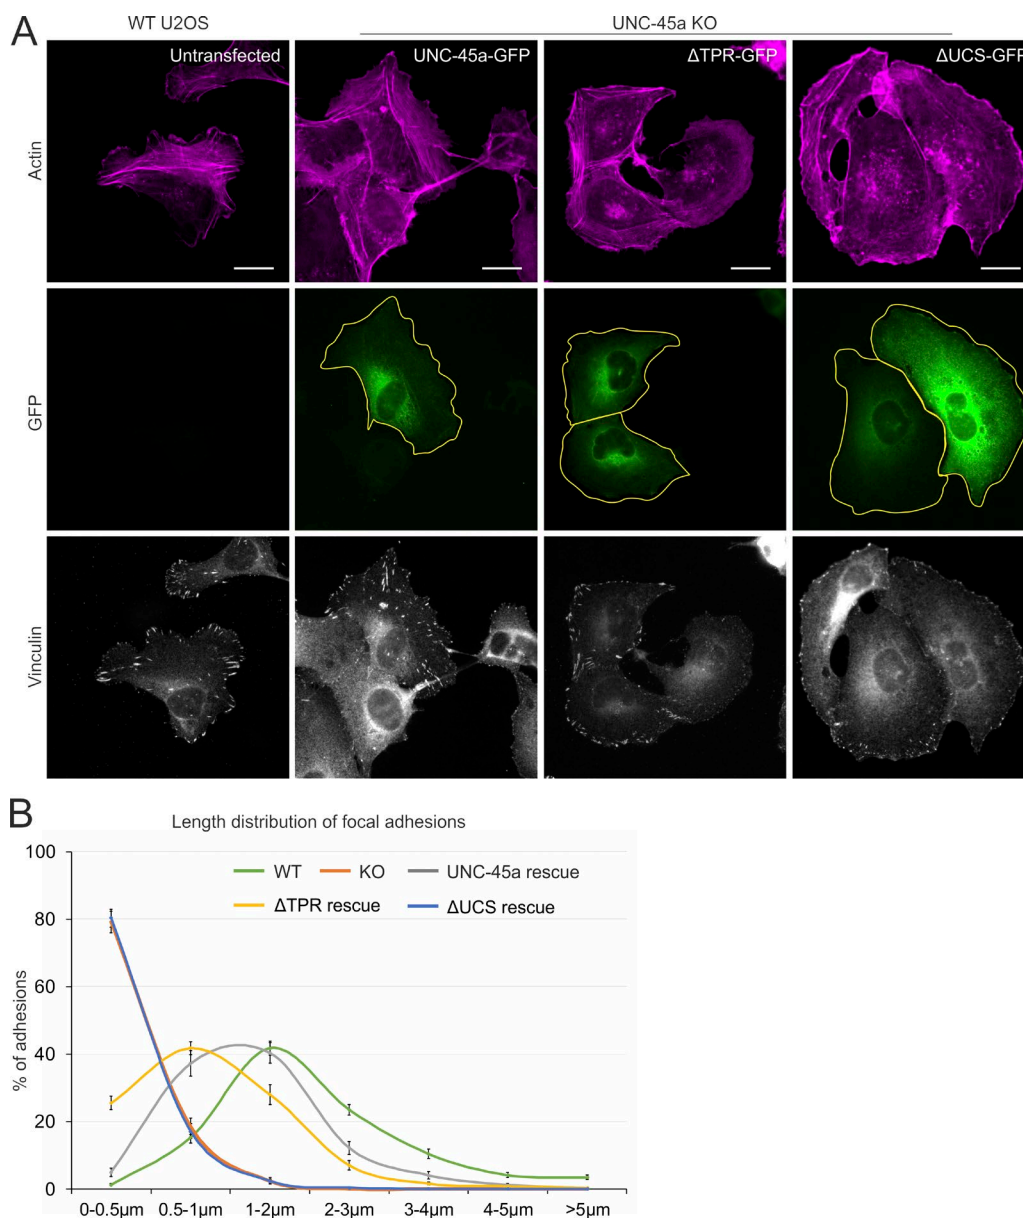 A
WT U2OS
UNC-45a KO
Untransfected
UNC-45a-GFP
ΔTPR-GFP
ΔUCS-GFP
Actin
GFP
Vinculin
B
Length distribution of focal adhesions
WT
KO
UNC-45a rescue
ΔTPR rescue
ΔUCS rescue
% of adhesions
100
80
60
40
20
0
0-0.5μm 0.5-1μm 1-2μm 2-3μm 3-4μm 4-5μm >5μm